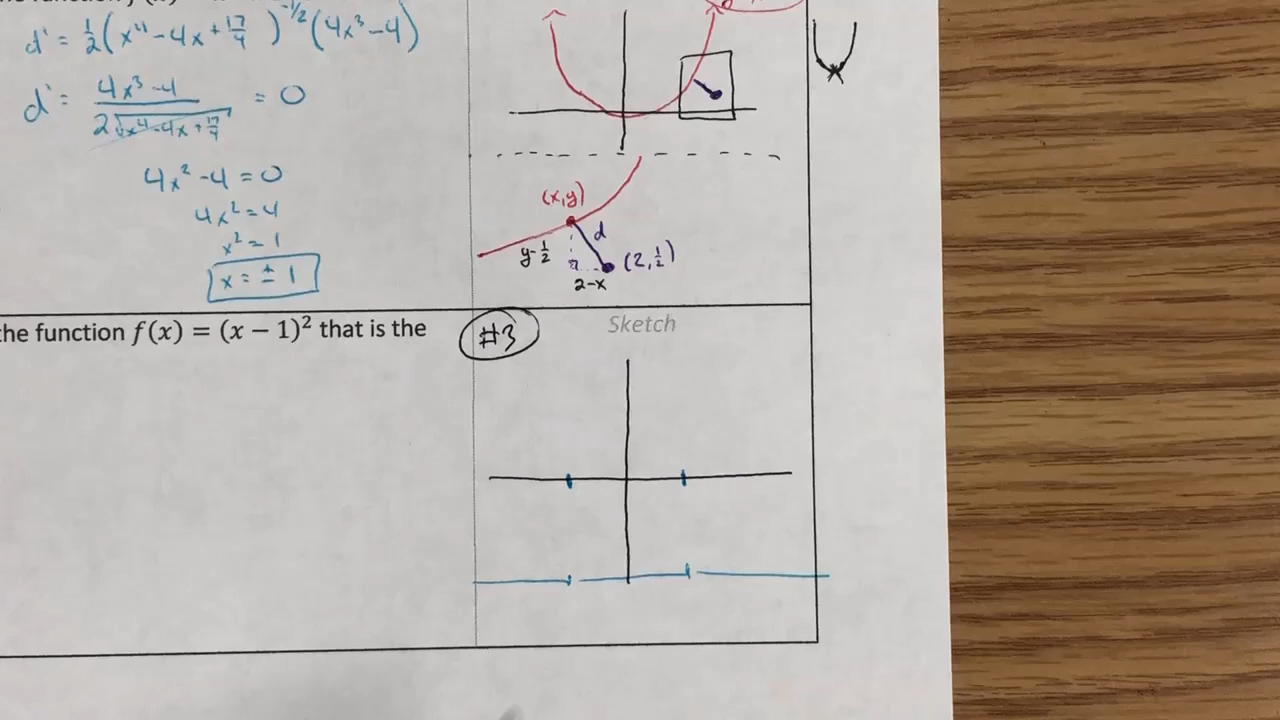 d' = 1/2 (x⁴ - 4x + 17/4)^-1/2 (4x³ - 4)
d' = (4x³ - 4) / (2√(x⁴ - 4x + 17/4)) = 0
4x² - 4 = 0
4x² = 4
x² = 1
x = ± 1
(x,y)
d
y-1/2
(2, 1/2)
2-x
the function f(x) = (x − 1)² that is the
#3
Sketch